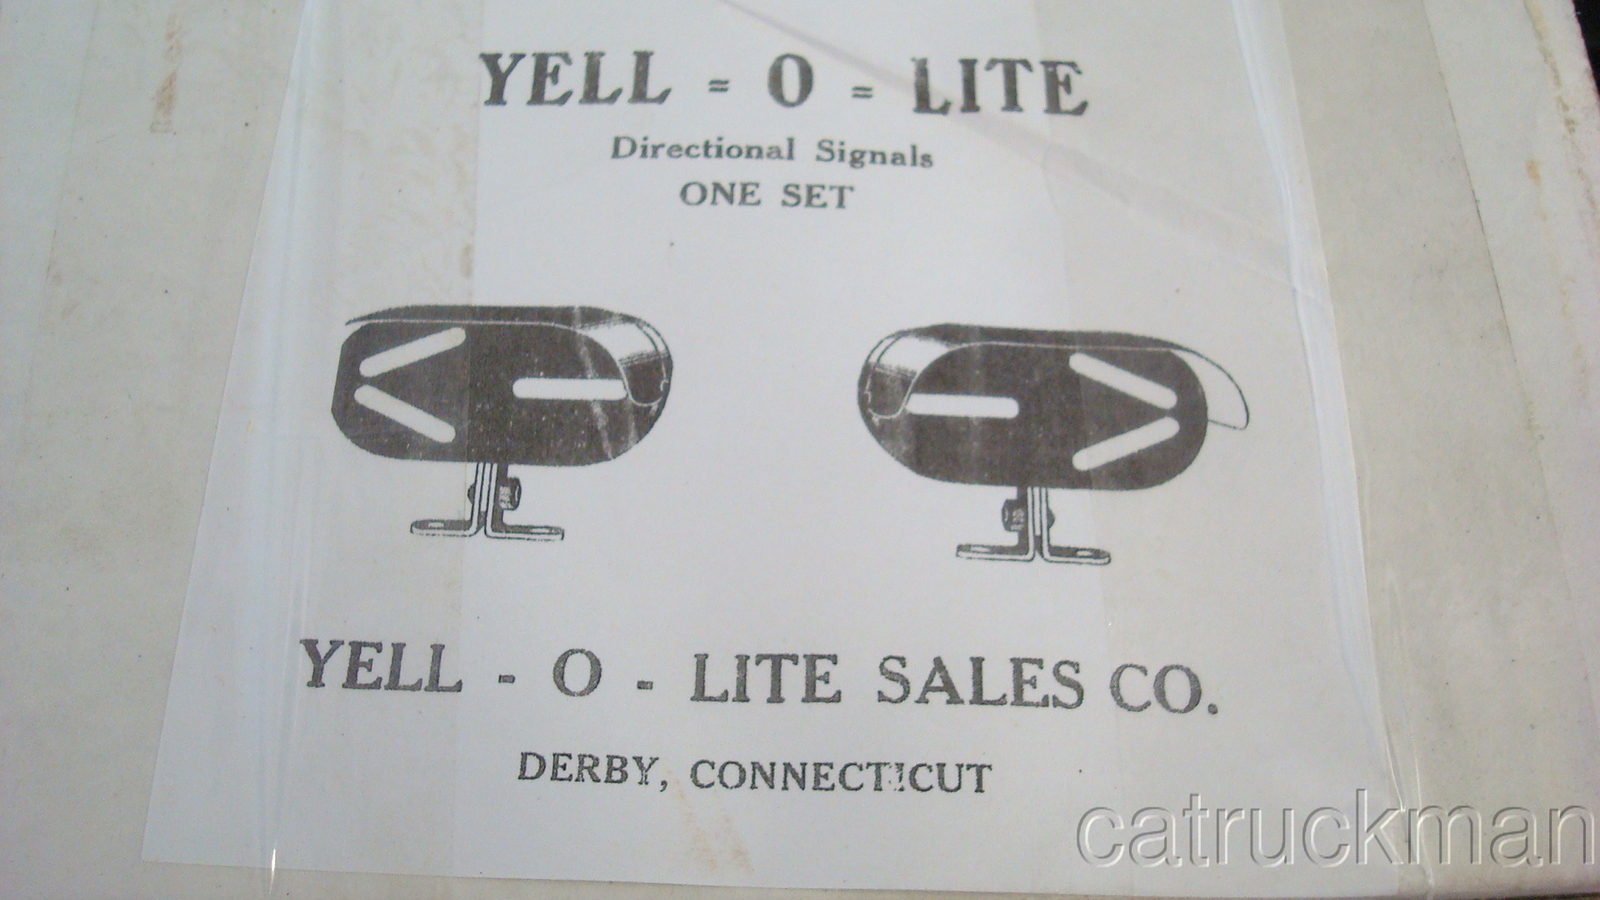 YELL = O = LITE
Directional Signals
ONE SET
YELL - O - LITE SALES CO.
DERBY, CONNECTICUT
catruckman